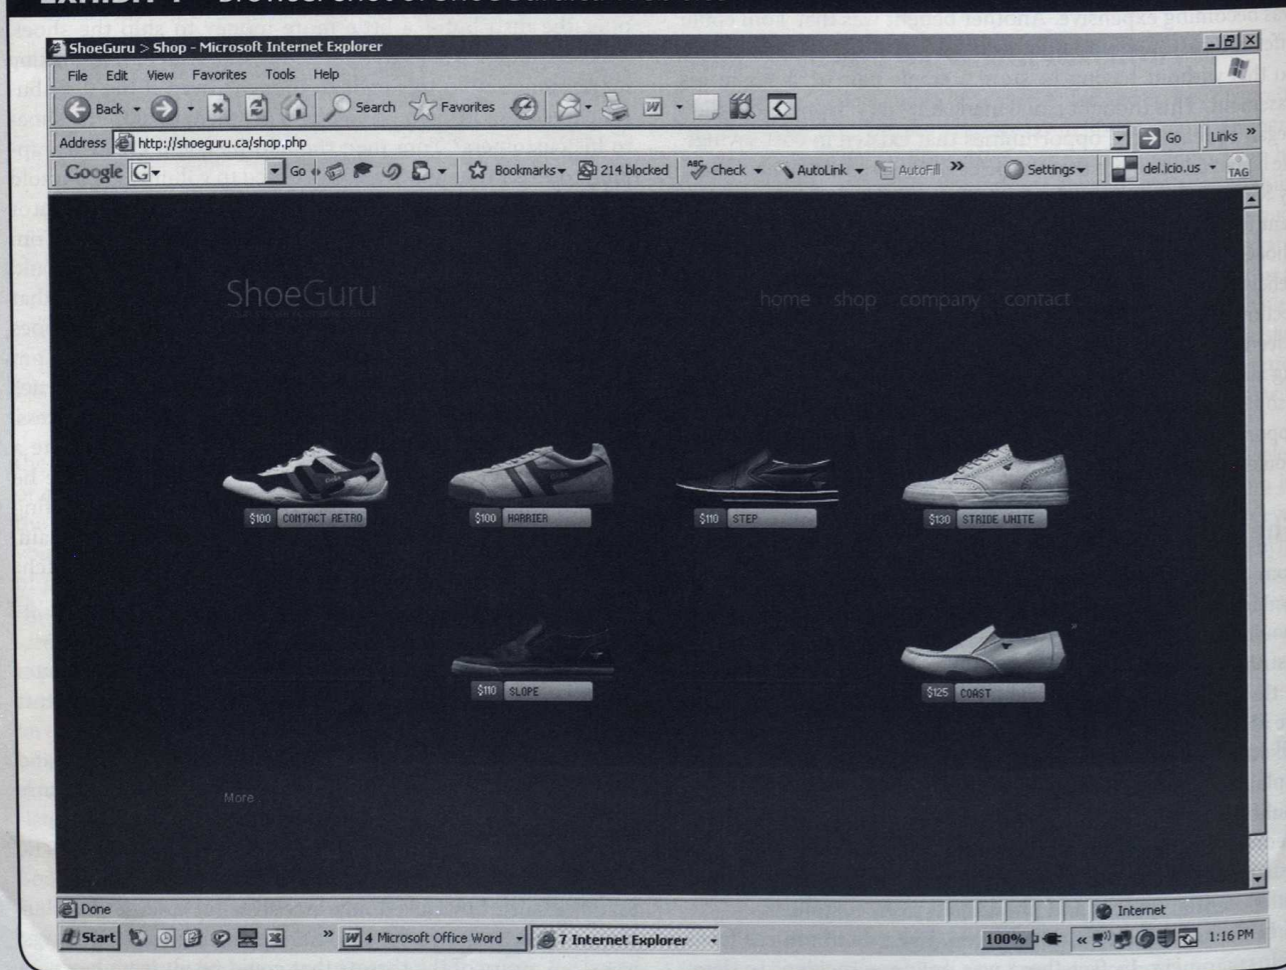 ShoeGuru > Shop - Microsoft Internet Explorer
File Edit View Favorites Tools Help
Back Search Favorites
Address http://shoeguru.ca/shop.php Go Links »
Google G Go Bookmarks 214 blocked ABC Check AutoLink AutoFill » Settings del.icio.us TAG
ShoeGuru
home shop company contact
$100 CONTACT RETRO $100 HARRIER $110 STEP $130 STRIDE WHITE
$110 SLOPE $125 COAST
More
Done Internet
Start » 4 Microsoft Office Word 7 Internet Explorer 100% « 1:16 PM